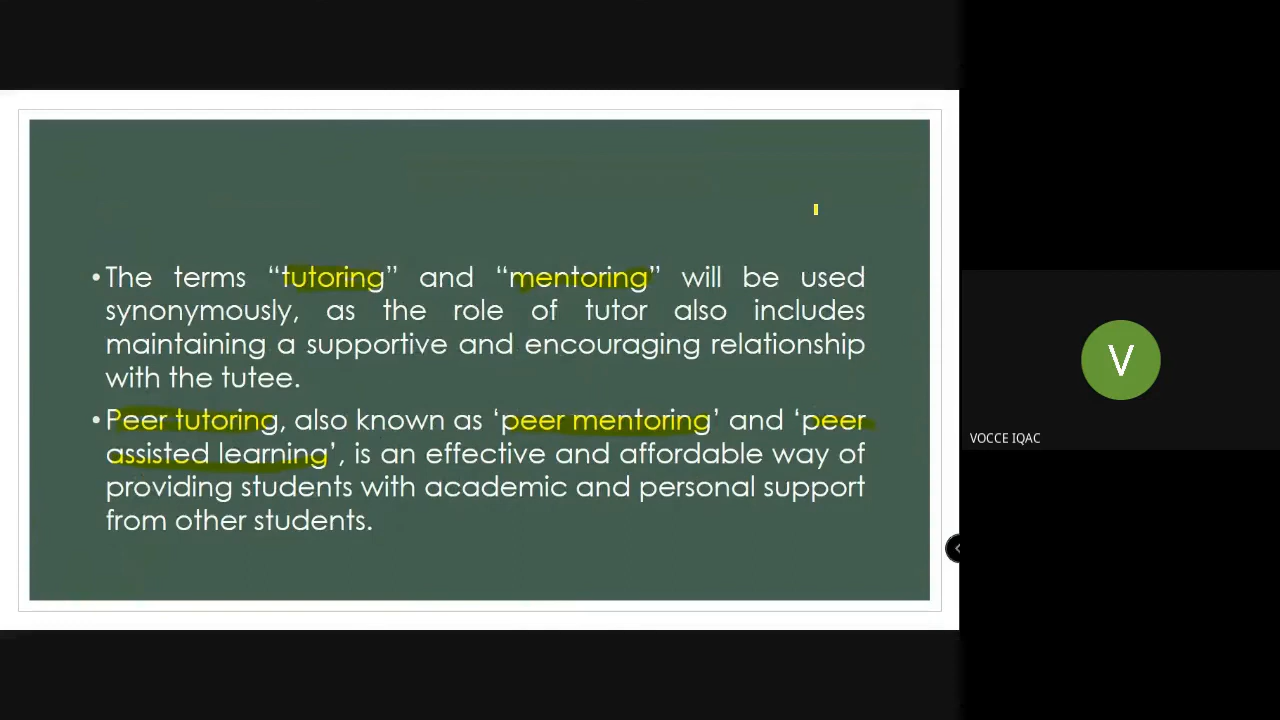 • The terms “tutoring” and “mentoring” will be used
synonymously, as the role of tutor also includes
maintaining a supportive and encouraging relationship
with the tutee.
• Peer tutoring, also known as ‘peer mentoring’ and ‘peer
assisted learning’, is an effective and affordable way of
providing students with academic and personal support
from other students.
V
VOCCE IQAC